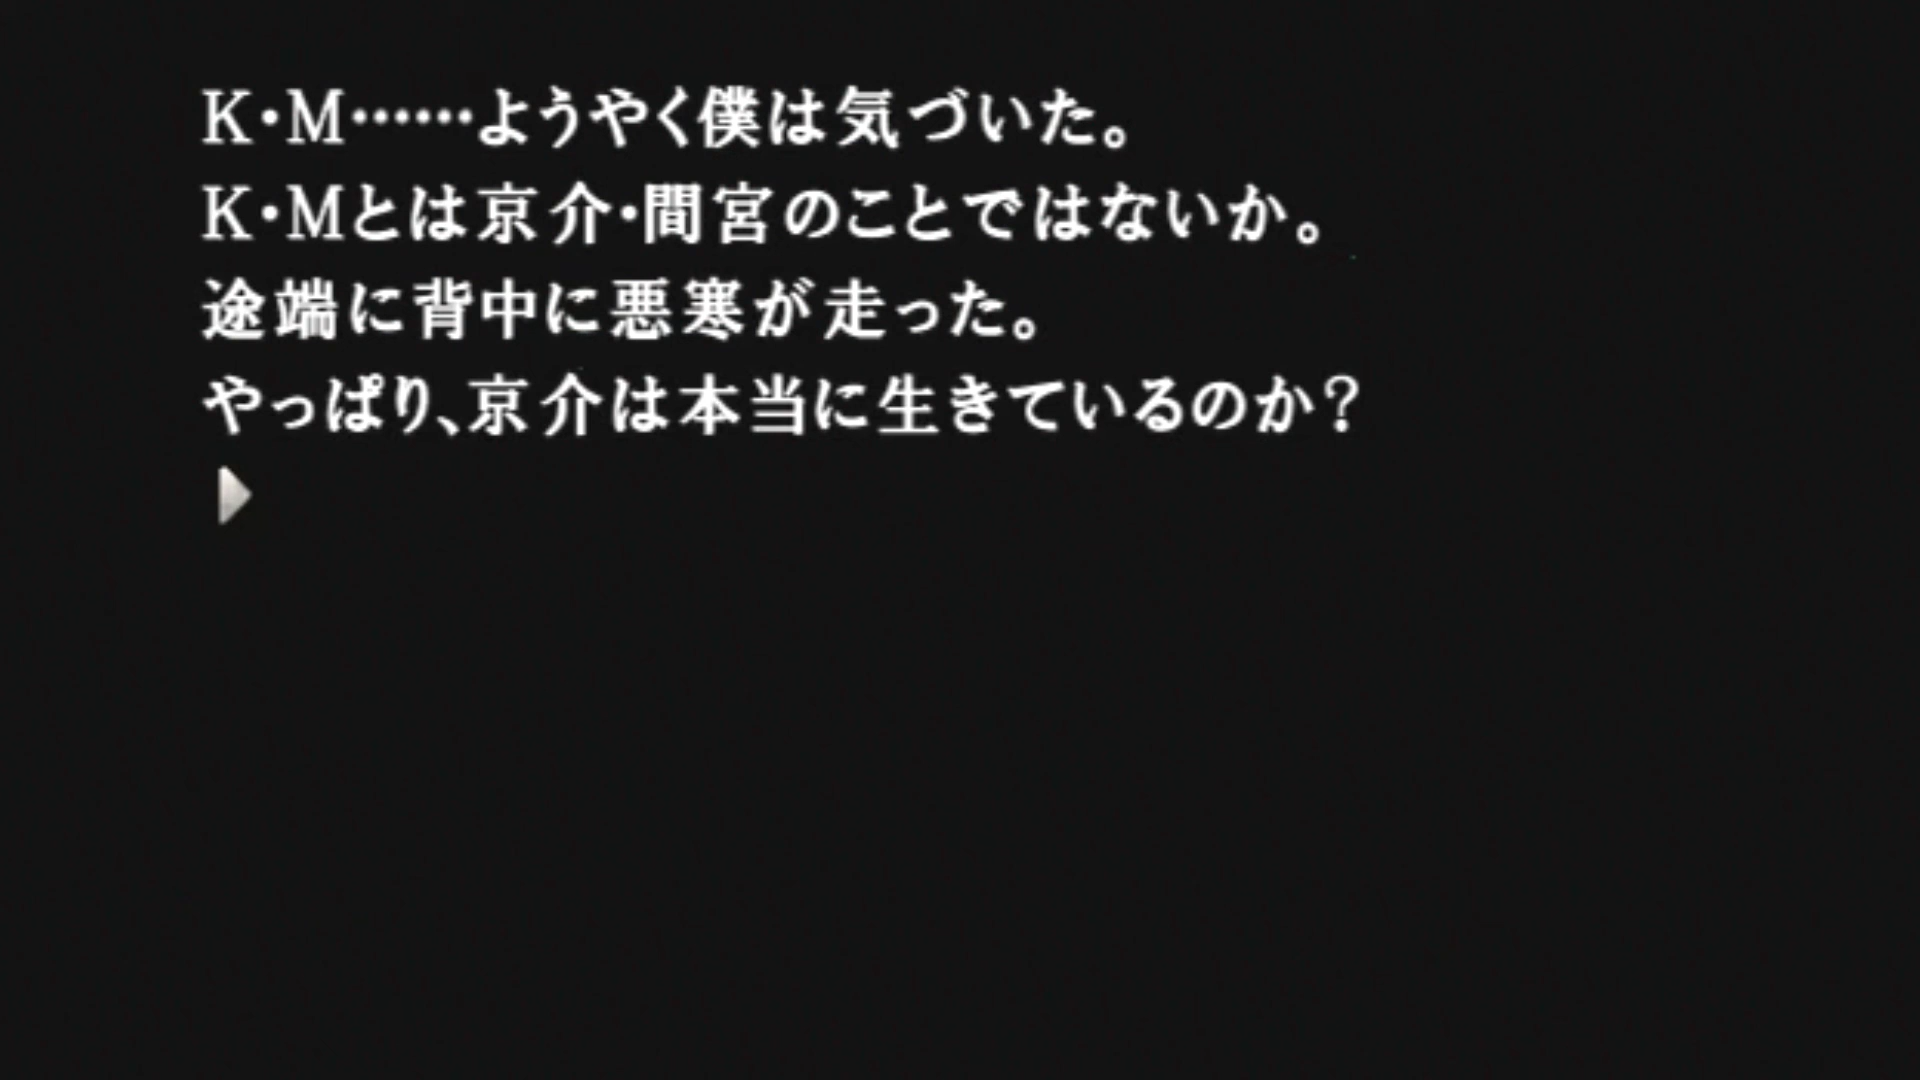 K・M……ようやく僕は気づいた。
K・Mとは京介・間宮のことではないか。
途端に背中に悪寒が走った。
やっぱり、京介は本当に生きているのか？